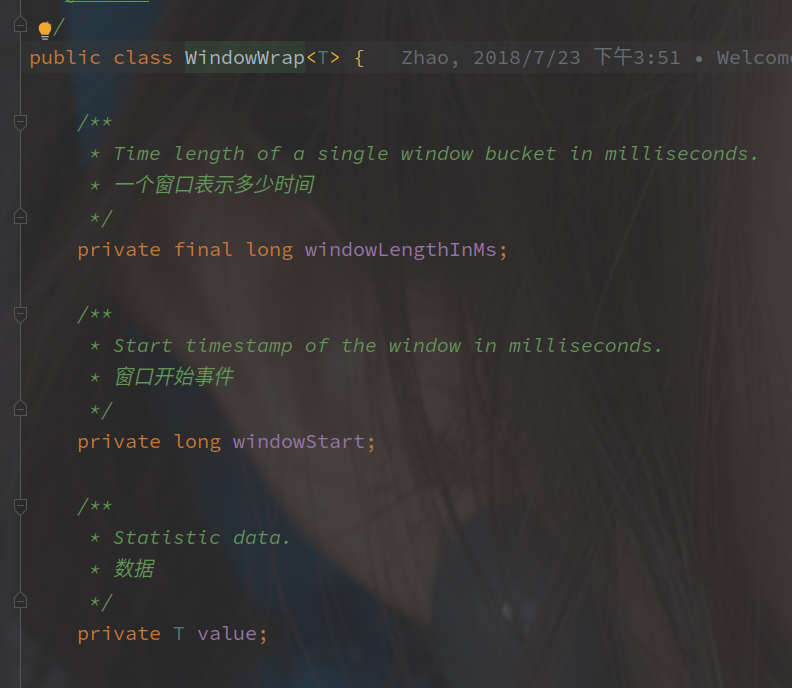 */
public class WindowWrap<T> {   Zhao, 2018/7/23 下午3:51 • Welcome
/**
* Time length of a single window bucket in milliseconds.
* 一个窗口表示多少时间
*/
private final long windowLengthInMs;
/**
* Start timestamp of the window in milliseconds.
* 窗口开始事件
*/
private long windowStart;
/**
* Statistic data.
* 数据
*/
private T value;